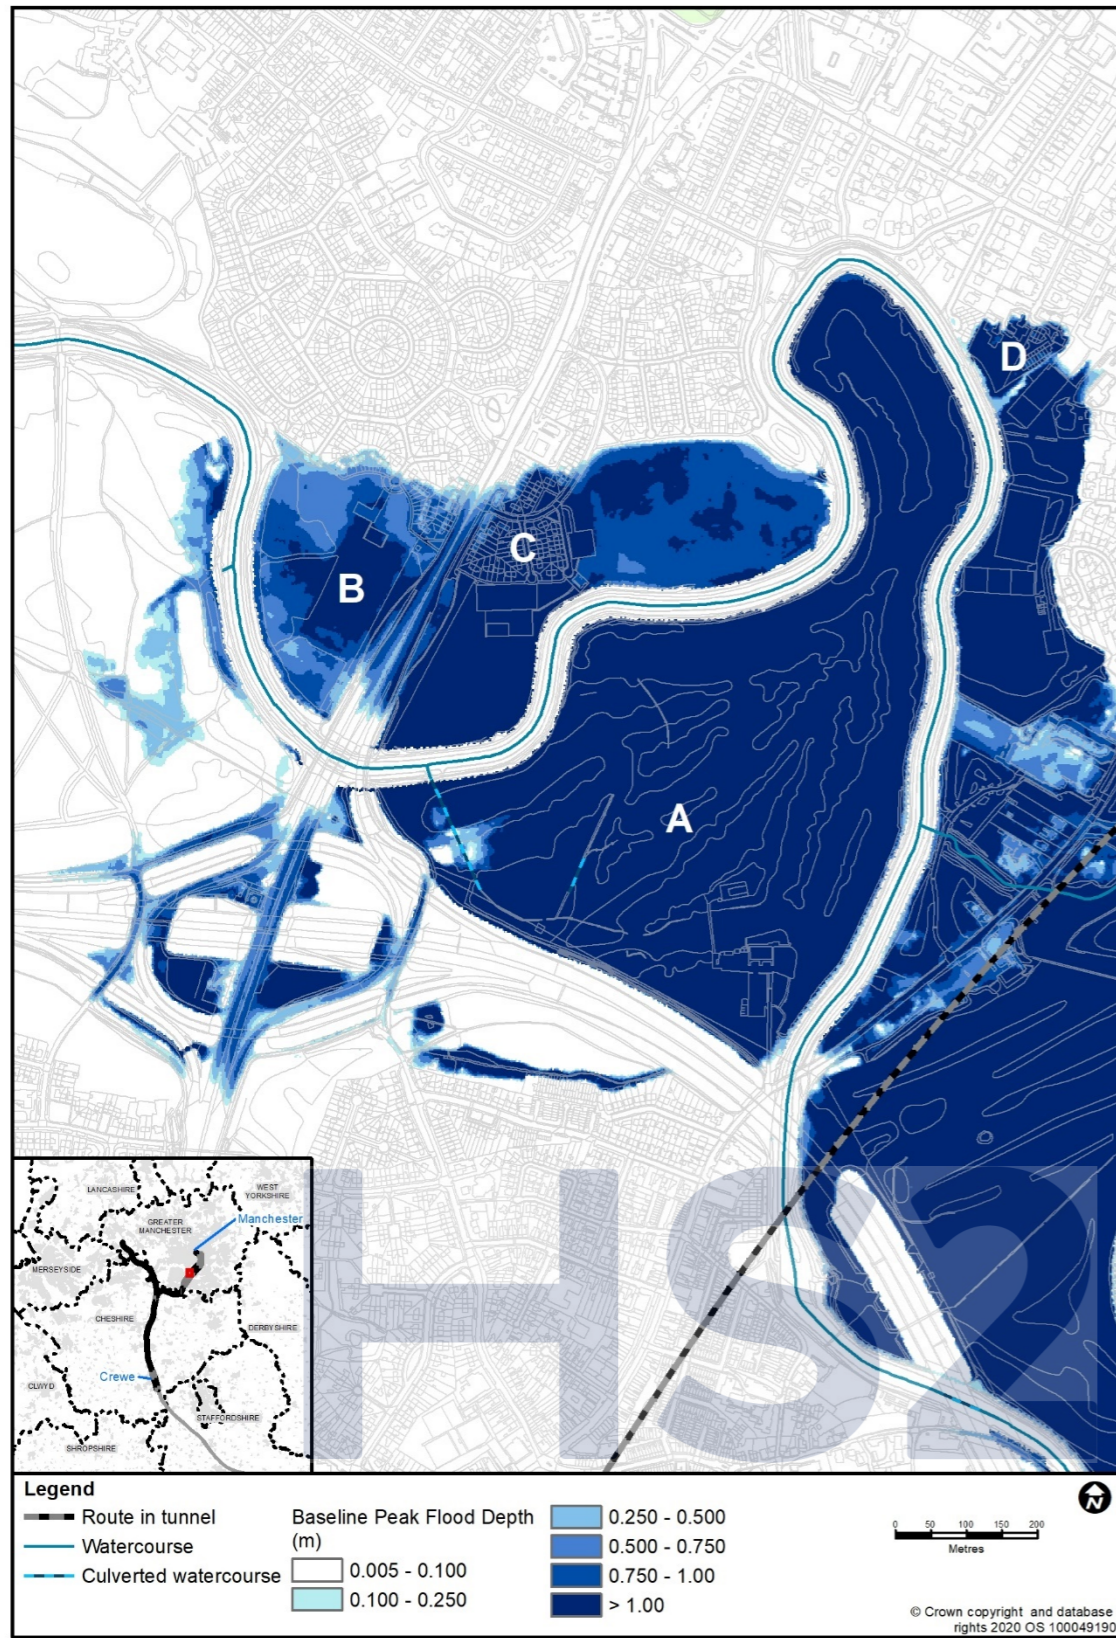 D
C
B
A
HS2
LANCASHIRE
WEST
YORKSHIRE
GREATER
MANCHESTER
Manchester
MERSEYSIDE
CHESHIRE
DERBYSHIRE
Crewe
CLWYD
STAFFORDSHIRE
SHROPSHIRE
Legend
Route in tunnel
Watercourse
Culverted watercourse
Baseline Peak Flood Depth
(m)
0.005 - 0.100
0.100 - 0.250
0.250 - 0.500
0.500 - 0.750
0.750 - 1.00
> 1.00
N
0 50 100 150 200
Metres
© Crown copyright and database
rights 2020 OS 100049190